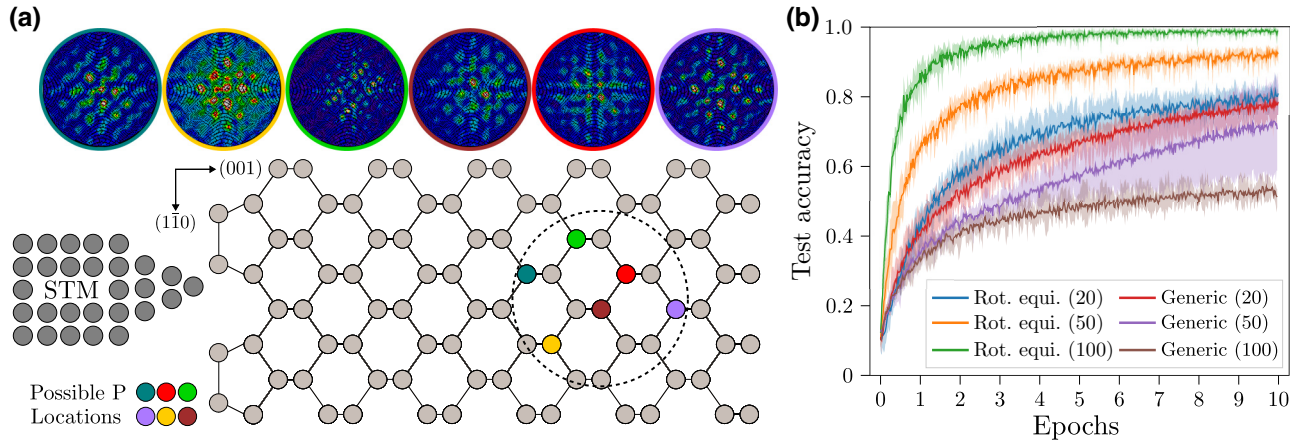 (a)
(001)
(11̄0)
STM
Possible P
Locations
(b)
Test accuracy
1.0
0.8
0.6
0.4
0.2
0
0 1 2 3 4 5 6 7 8 9 10
Epochs
Rot. equi. (20)
Rot. equi. (50)
Rot. equi. (100)
Generic (20)
Generic (50)
Generic (100)